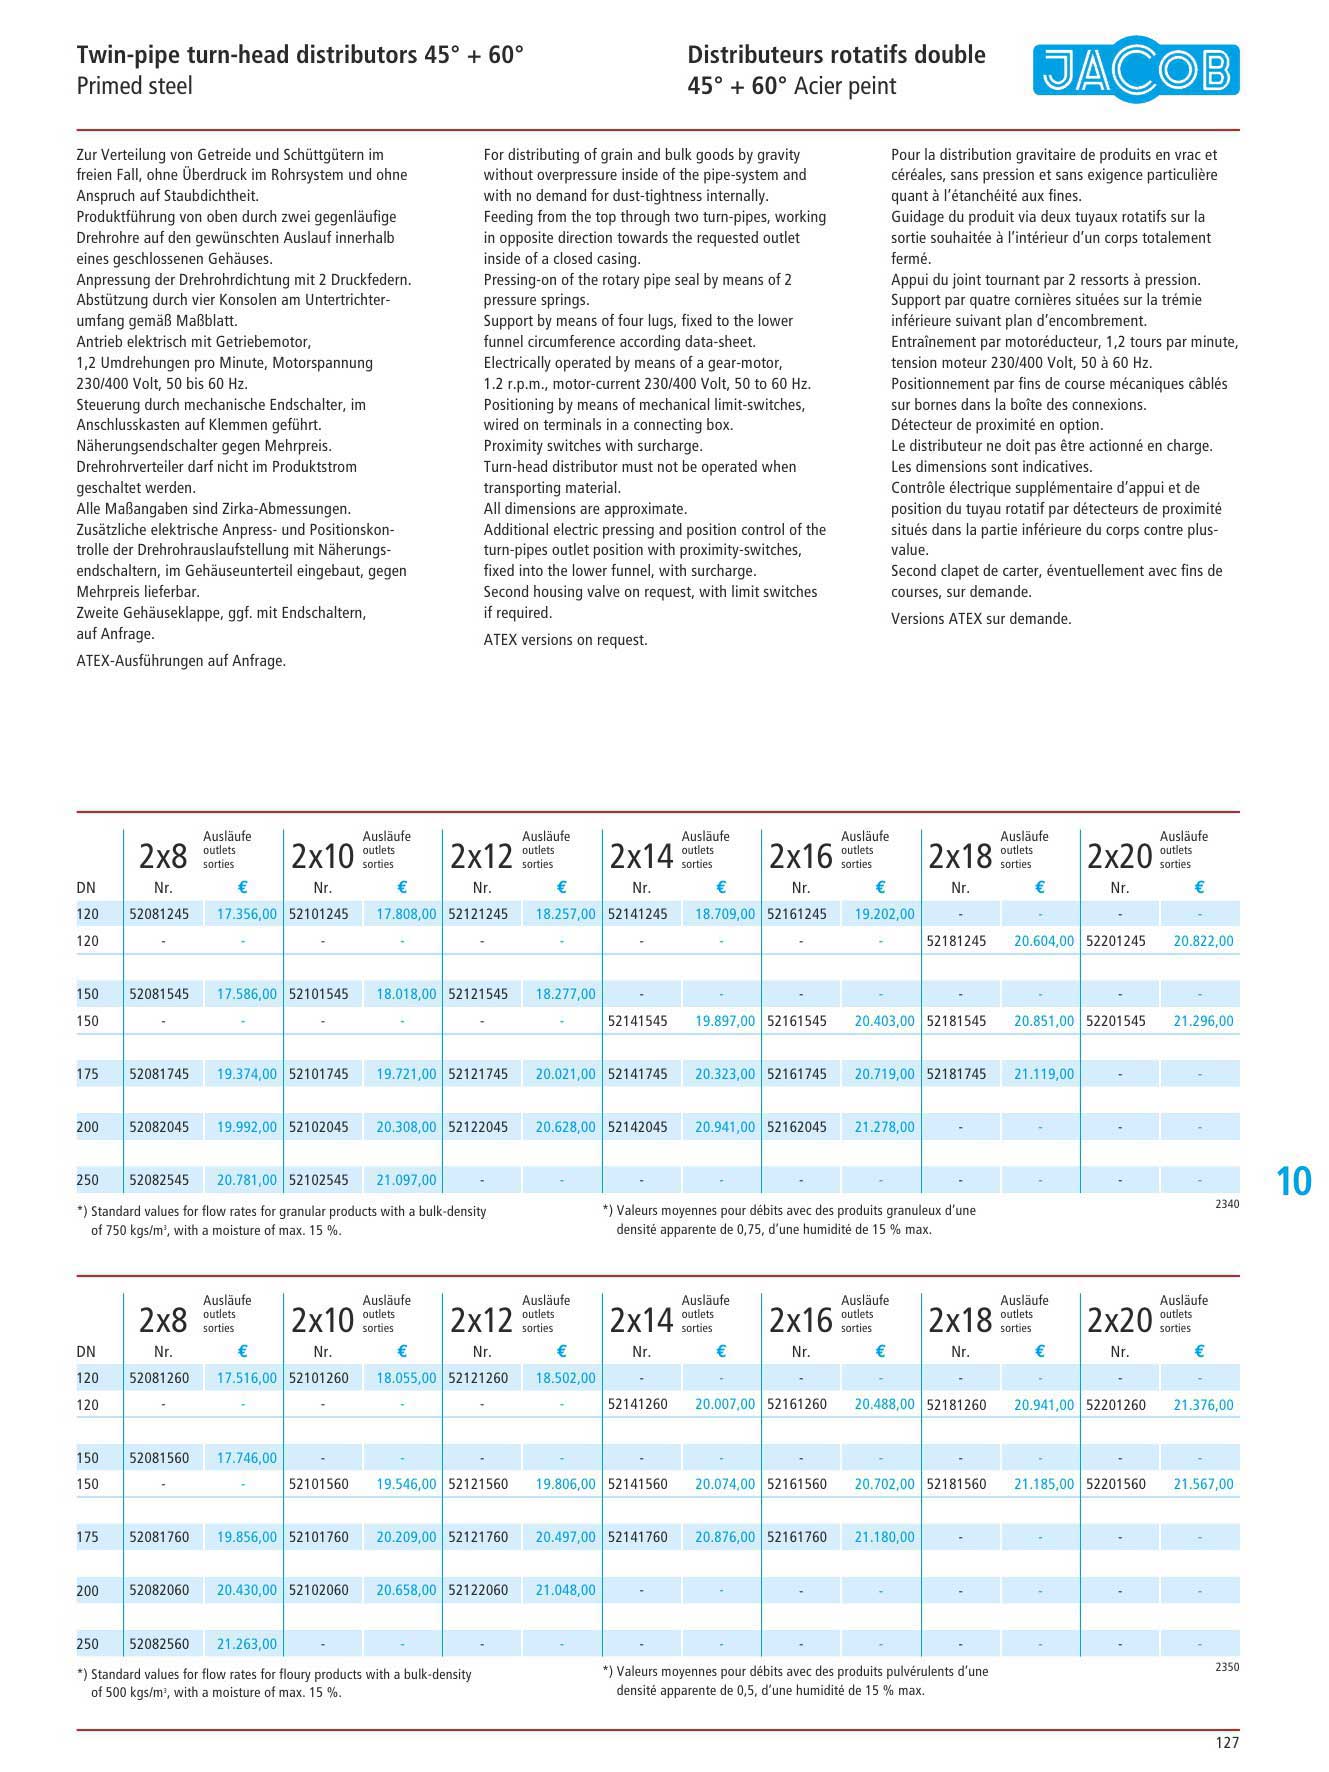 Twin-pipe turn-head distributors 45° + 60°
Primed steel
Distributeurs rotatifs double
45° + 60° Acier peint
JACOB
Zur Verteilung von Getreide und Schüttgütern im
freien Fall, ohne Überdruck im Rohrsystem und ohne
Anspruch auf Staubdichtheit.
Produktführung von oben durch zwei gegenläufige
Drehrohre auf den gewünschten Auslauf innerhalb
eines geschlossenen Gehäuses.
Anpressung der Drehrohrdichtung mit 2 Druckfedern.
Abstützung durch vier Konsolen am Untertrichter-
umfang gemäß Maßblatt.
Antrieb elektrisch mit Getriebemotor,
1,2 Umdrehungen pro Minute, Motorspannung
230/400 Volt, 50 bis 60 Hz.
Steuerung durch mechanische Endschalter, im
Anschlusskasten auf Klemmen geführt.
Näherungsendschalter gegen Mehrpreis.
Drehrohrverteiler darf nicht im Produktstrom
geschaltet werden.
Alle Maßangaben sind Zirka-Abmessungen.
Zusätzliche elektrische Anpress- und Positionskon-
trolle der Drehrohrauslaufstellung mit Näherungs-
endschaltern, im Gehäuseunterteil eingebaut, gegen
Mehrpreis lieferbar.
Zweite Gehäuseklappe, ggf. mit Endschaltern,
auf Anfrage.
ATEX-Ausführungen auf Anfrage.
For distributing of grain and bulk goods by gravity
without overpressure inside of the pipe-system and
with no demand for dust-tightness internally.
Feeding from the top through two turn-pipes, working
in opposite direction towards the requested outlet
inside of a closed casing.
Pressing-on of the rotary pipe seal by means of 2
pressure springs.
Support by means of four lugs, fixed to the lower
funnel circumference according data-sheet.
Electrically operated by means of a gear-motor,
1.2 r.p.m., motor-current 230/400 Volt, 50 to 60 Hz.
Positioning by means of mechanical limit-switches,
wired on terminals in a connecting box.
Proximity switches with surcharge.
Turn-head distributor must not be operated when
transporting material.
All dimensions are approximate.
Additional electric pressing and position control of the
turn-pipes outlet position with proximity-switches,
fixed into the lower funnel, with surcharge.
Second housing valve on request, with limit switches
if required.
ATEX versions on request.
Pour la distribution gravitaire de produits en vrac et
céréales, sans pression et sans exigence particulière
quant à l’étanchéité aux fines.
Guidage du produit via deux tuyaux rotatifs sur la
sortie souhaitée à l’intérieur d’un corps totalement
fermé.
Appui du joint tournant par 2 ressorts à pression.
Support par quatre cornières situées sur la trémie
inférieure suivant plan d’encombrement.
Entraînement par motoréducteur, 1,2 tours par minute,
tension moteur 230/400 Volt, 50 à 60 Hz.
Positionnement par fins de course mécaniques câblés
sur bornes dans la boîte des connexions.
Détecteur de proximité en option.
Le distributeur ne doit pas être actionné en charge.
Les dimensions sont indicatives.
Contrôle électrique supplémentaire d’appui et de
position du tuyau rotatif par détecteurs de proximité
situés dans la partie inférieure du corps contre plus-
value.
Second clapet de carter, éventuellement avec fins de
courses, sur demande.
Versions ATEX sur demande.
2x8 Ausläufe outlets sorties 2x10 Ausläufe outlets sorties 2x12 Ausläufe outlets sorties 2x14 Ausläufe outlets sorties 2x16 Ausläufe outlets sorties 2x18 Ausläufe outlets sorties 2x20 Ausläufe outlets sorties
DN Nr. € Nr. € Nr. € Nr. € Nr. € Nr. € Nr. €
120 52081245 17.356,00 52101245 17.808,00 52121245 18.257,00 52141245 18.709,00 52161245 19.202,00 - - - -
120 - - - - - - - - - - 52181245 20.604,00 52201245 20.822,00
150 52081545 17.586,00 52101545 18.018,00 52121545 18.277,00 - - - - - - - -
150 - - - - - - 52141545 19.897,00 52161545 20.403,00 52181545 20.851,00 52201545 21.296,00
175 52081745 19.374,00 52101745 19.721,00 52121745 20.021,00 52141745 20.323,00 52161745 20.719,00 52181745 21.119,00 - -
200 52082045 19.992,00 52102045 20.308,00 52122045 20.628,00 52142045 20.941,00 52162045 21.278,00 - - - -
250 52082545 20.781,00 52102545 21.097,00 - - - - - - - - - -
*) Standard values for flow rates for granular products with a bulk-density
of 750 kgs/m³, with a moisture of max. 15 %.
*) Valeurs moyennes pour débits avec des produits granuleux d’une
densité apparente de 0,75, d’une humidité de 15 % max.
2340
10
2x8 Ausläufe outlets sorties 2x10 Ausläufe outlets sorties 2x12 Ausläufe outlets sorties 2x14 Ausläufe outlets sorties 2x16 Ausläufe outlets sorties 2x18 Ausläufe outlets sorties 2x20 Ausläufe outlets sorties
DN Nr. € Nr. € Nr. € Nr. € Nr. € Nr. € Nr. €
120 52081260 17.516,00 52101260 18.055,00 52121260 18.502,00 - - - - - - - -
120 - - - - - - 52141260 20.007,00 52161260 20.488,00 52181260 20.941,00 52201260 21.376,00
150 52081560 17.746,00 - - - - - - - - - - - -
150 - - 52101560 19.546,00 52121560 19.806,00 52141560 20.074,00 52161560 20.702,00 52181560 21.185,00 52201560 21.567,00
175 52081760 19.856,00 52101760 20.209,00 52121760 20.497,00 52141760 20.876,00 52161760 21.180,00 - - - -
200 52082060 20.430,00 52102060 20.658,00 52122060 21.048,00 - - - - - - - -
250 52082560 21.263,00 - - - - - - - - - - - -
*) Standard values for flow rates for floury products with a bulk-density
of 500 kgs/m³, with a moisture of max. 15 %.
*) Valeurs moyennes pour débits avec des produits pulvérulents d’une
densité apparente de 0,5, d’une humidité de 15 % max.
2350
127